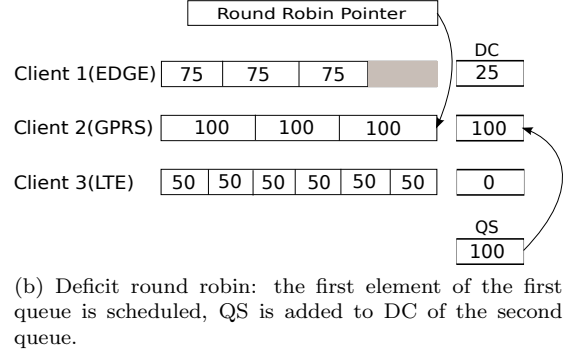 Round Robin Pointer
DC
Client 1(EDGE) 75 75 75 25
Client 2(GPRS) 100 100 100 100
Client 3(LTE) 50 50 50 50 50 50 0
QS
100
(b) Deficit round robin: the first element of the first
queue is scheduled, QS is added to DC of the second
queue.